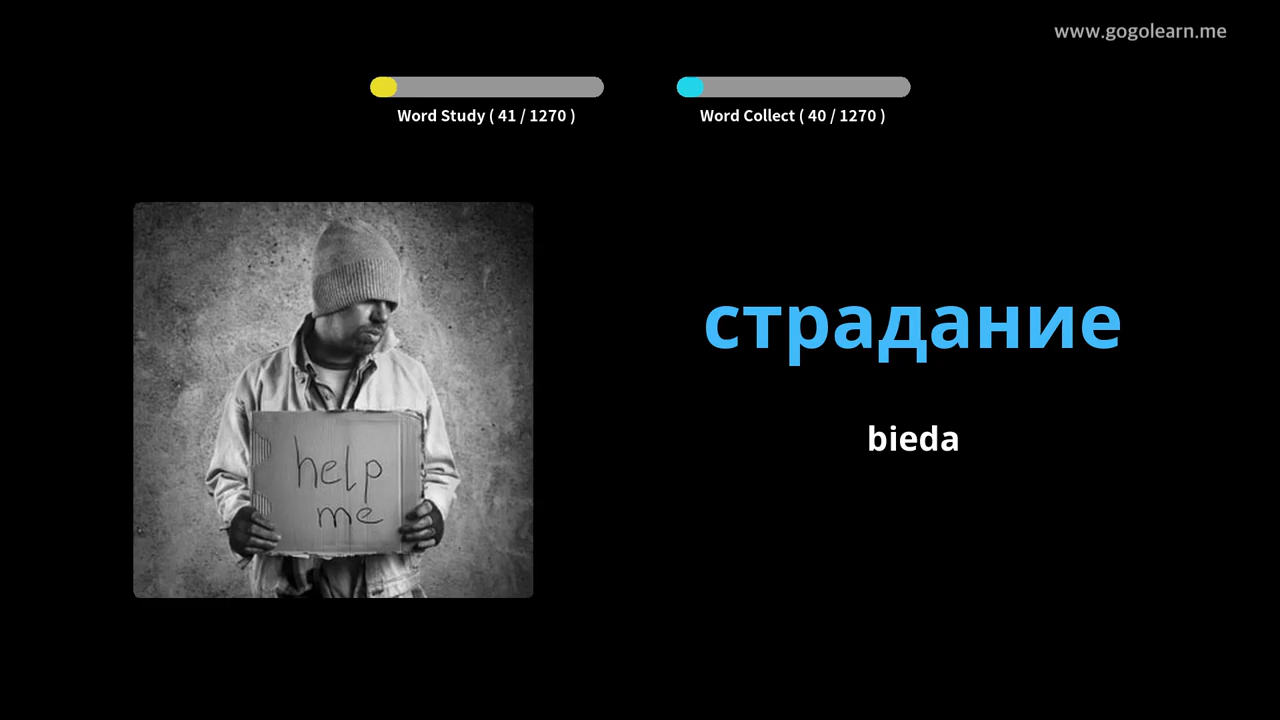 www.gogolearn.me
Word Study ( 41 / 1270 )
Word Collect ( 40 / 1270 )
страдание
bieda
help
me